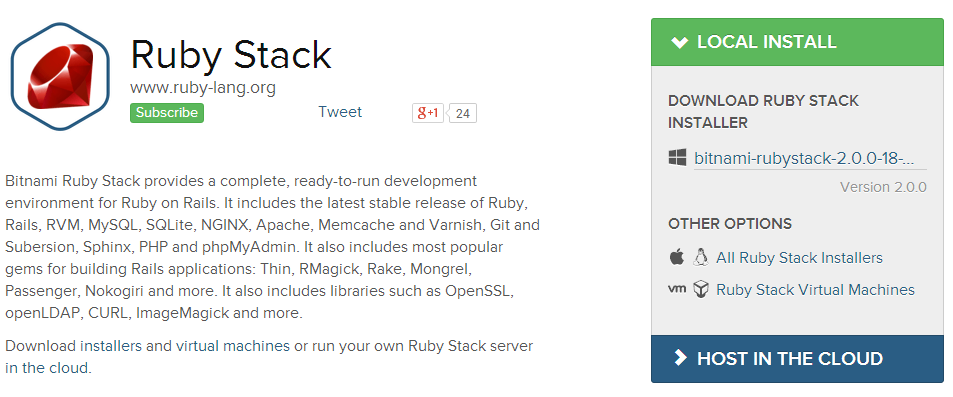 Ruby Stack
www.ruby-lang.org
Subscribe
Tweet
g+1
24
Bitnami Ruby Stack provides a complete, ready-to-run development
environment for Ruby on Rails. It includes the latest stable release of Ruby,
Rails, RVM, MySQL, SQLite, NGINX, Apache, Memcache and Varnish, Git and
Subersion, Sphinx, PHP and phpMyAdmin. It also includes most popular
gems for building Rails applications: Thin, RMagick, Rake, Mongrel,
Passenger, Nokogiri and more. It also includes libraries such as OpenSSL,
openLDAP, CURL, ImageMagick and more.
Download installers and virtual machines or run your own Ruby Stack server
in the cloud.
LOCAL INSTALL
DOWNLOAD RUBY STACK
INSTALLER
bitnami-rubystack-2.0.0-18-...
Version 2.0.0
OTHER OPTIONS
All Ruby Stack Installers
vm Ruby Stack Virtual Machines
HOST IN THE CLOUD